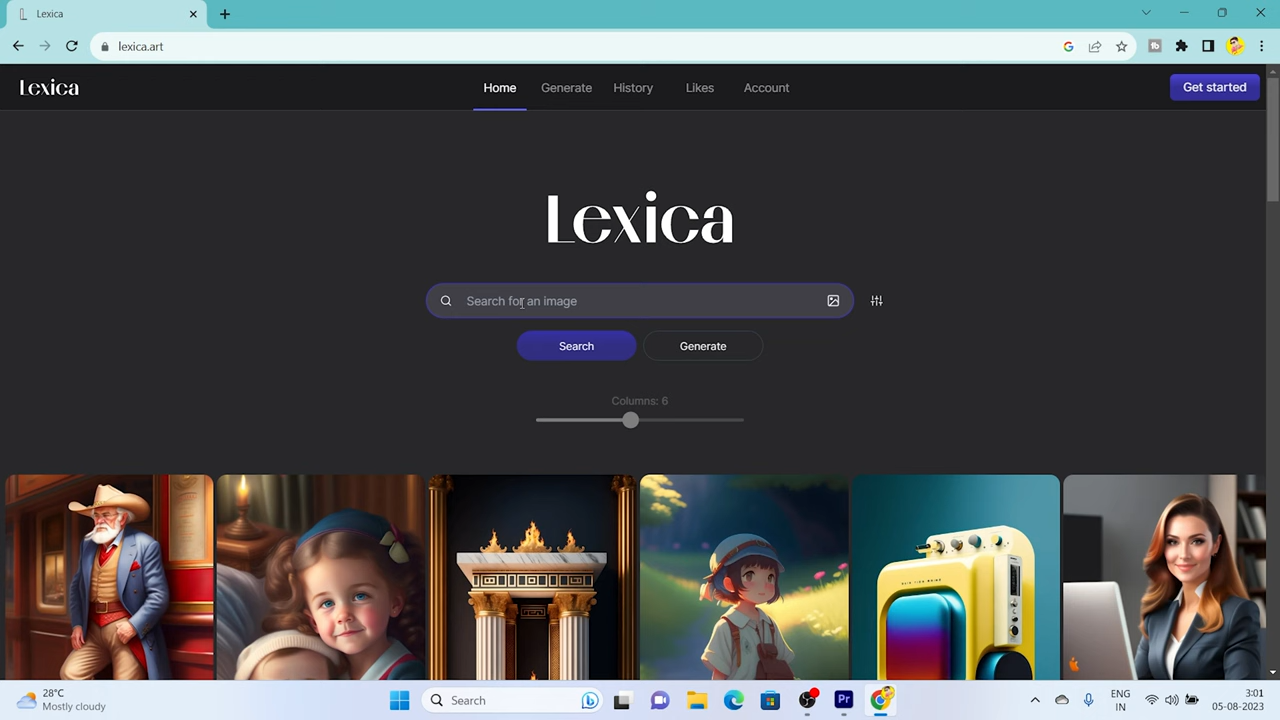 Lexica
lexica.art
Lexica
Home
Generate
History
Likes
Account
Get started
Lexica
Search for an image
Search
Generate
Columns: 6
28°C
Mostly cloudy
Search
Pr
ENG
IN
3:01
05-08-2023